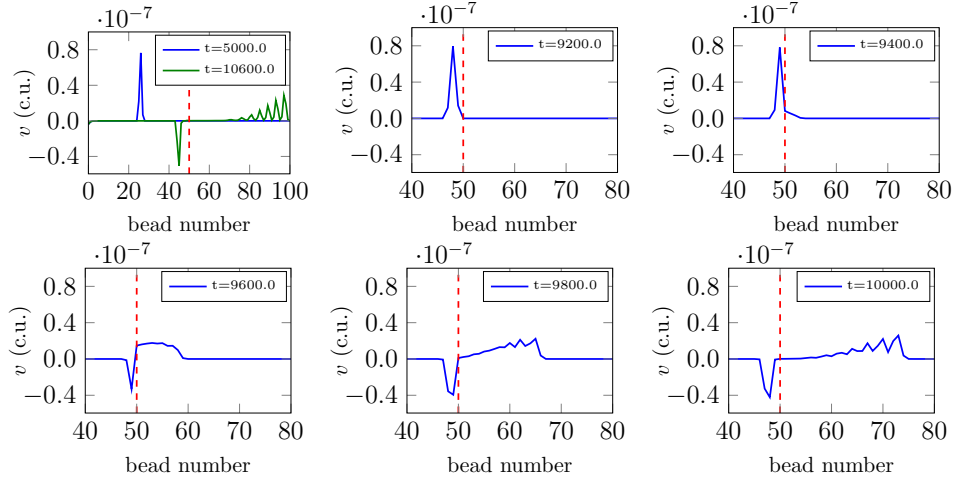 ·10⁻⁷ ·10⁻⁷ ·10⁻⁷
t=5000.0
t=10600.0
t=9200.0
t=9400.0
0.8 0.8 0.8
0.4 0.4 0.4
0.0 0.0 0.0
−0.4 −0.4 −0.4
v (c.u.) v (c.u.) v (c.u.)
0 20 40 60 80 100 40 50 60 70 80 40 50 60 70 80
bead number bead number bead number
·10⁻⁷ ·10⁻⁷ ·10⁻⁷
t=9600.0 t=9800.0 t=10000.0
0.8 0.8 0.8
0.4 0.4 0.4
0.0 0.0 0.0
−0.4 −0.4 −0.4
v (c.u.) v (c.u.) v (c.u.)
40 50 60 70 80 40 50 60 70 80 40 50 60 70 80
bead number bead number bead number